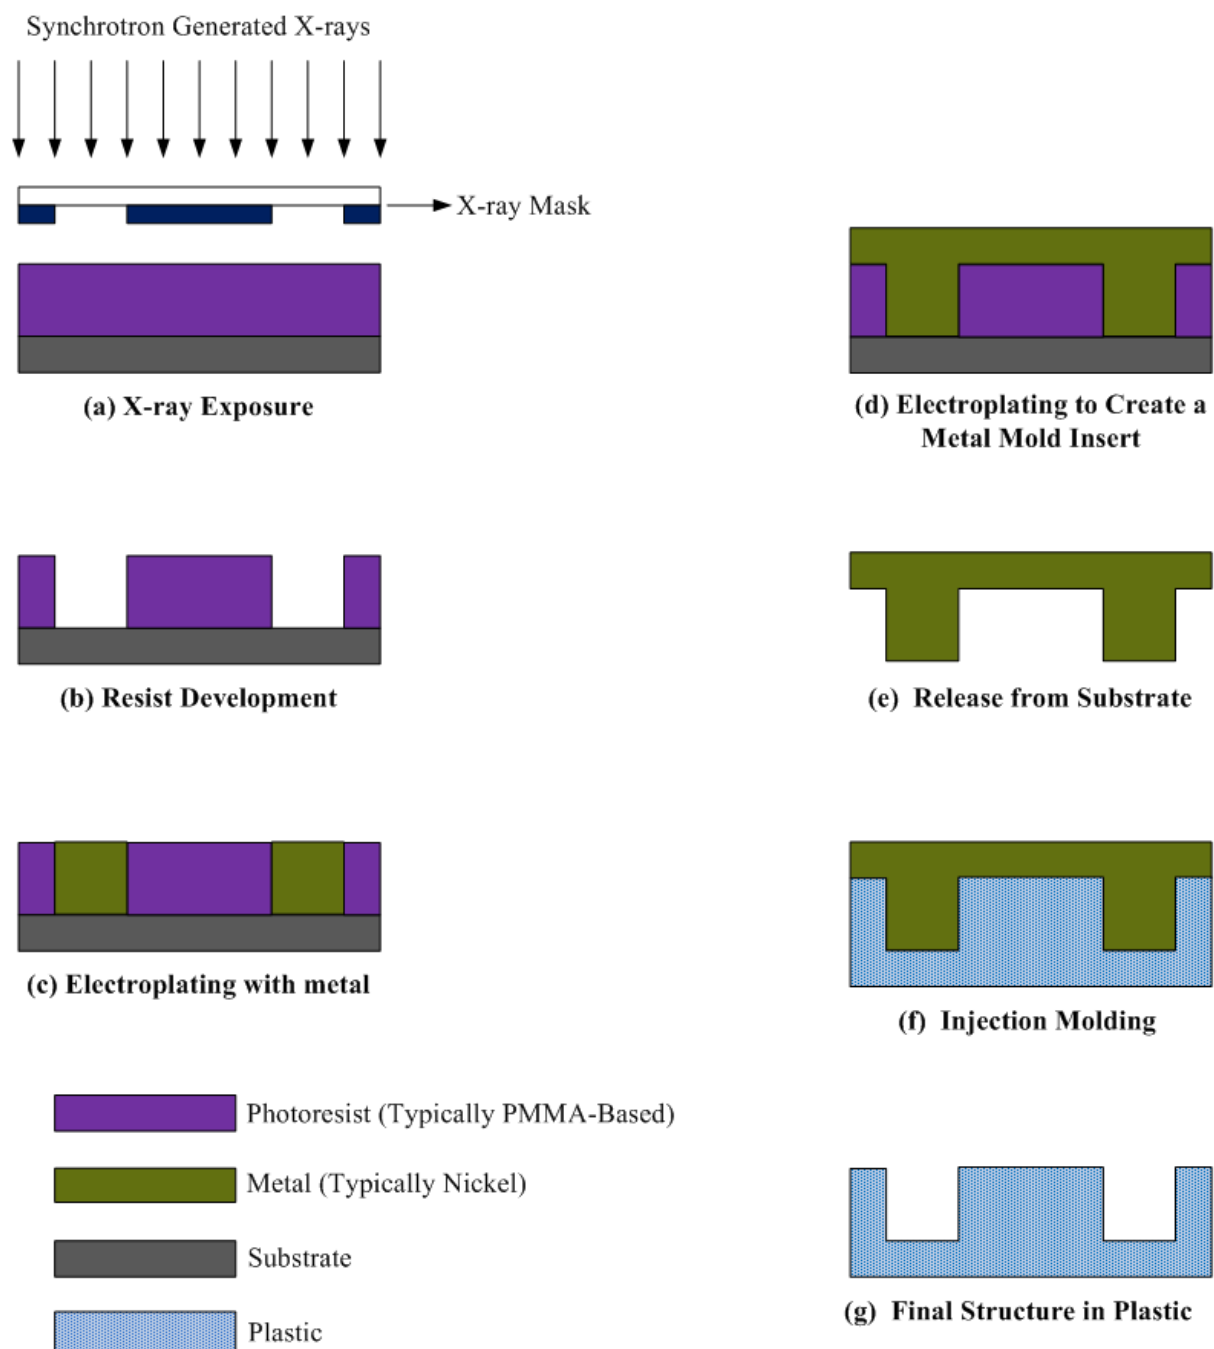 Synchrotron Generated X-rays
X-ray Mask
(a) X-ray Exposure
(b) Resist Development
(c) Electroplating with metal
(d) Electroplating to Create a
Metal Mold Insert
(e) Release from Substrate
(f) Injection Molding
(g) Final Structure in Plastic
Photoresist (Typically PMMA-Based)
Metal (Typically Nickel)
Substrate
Plastic